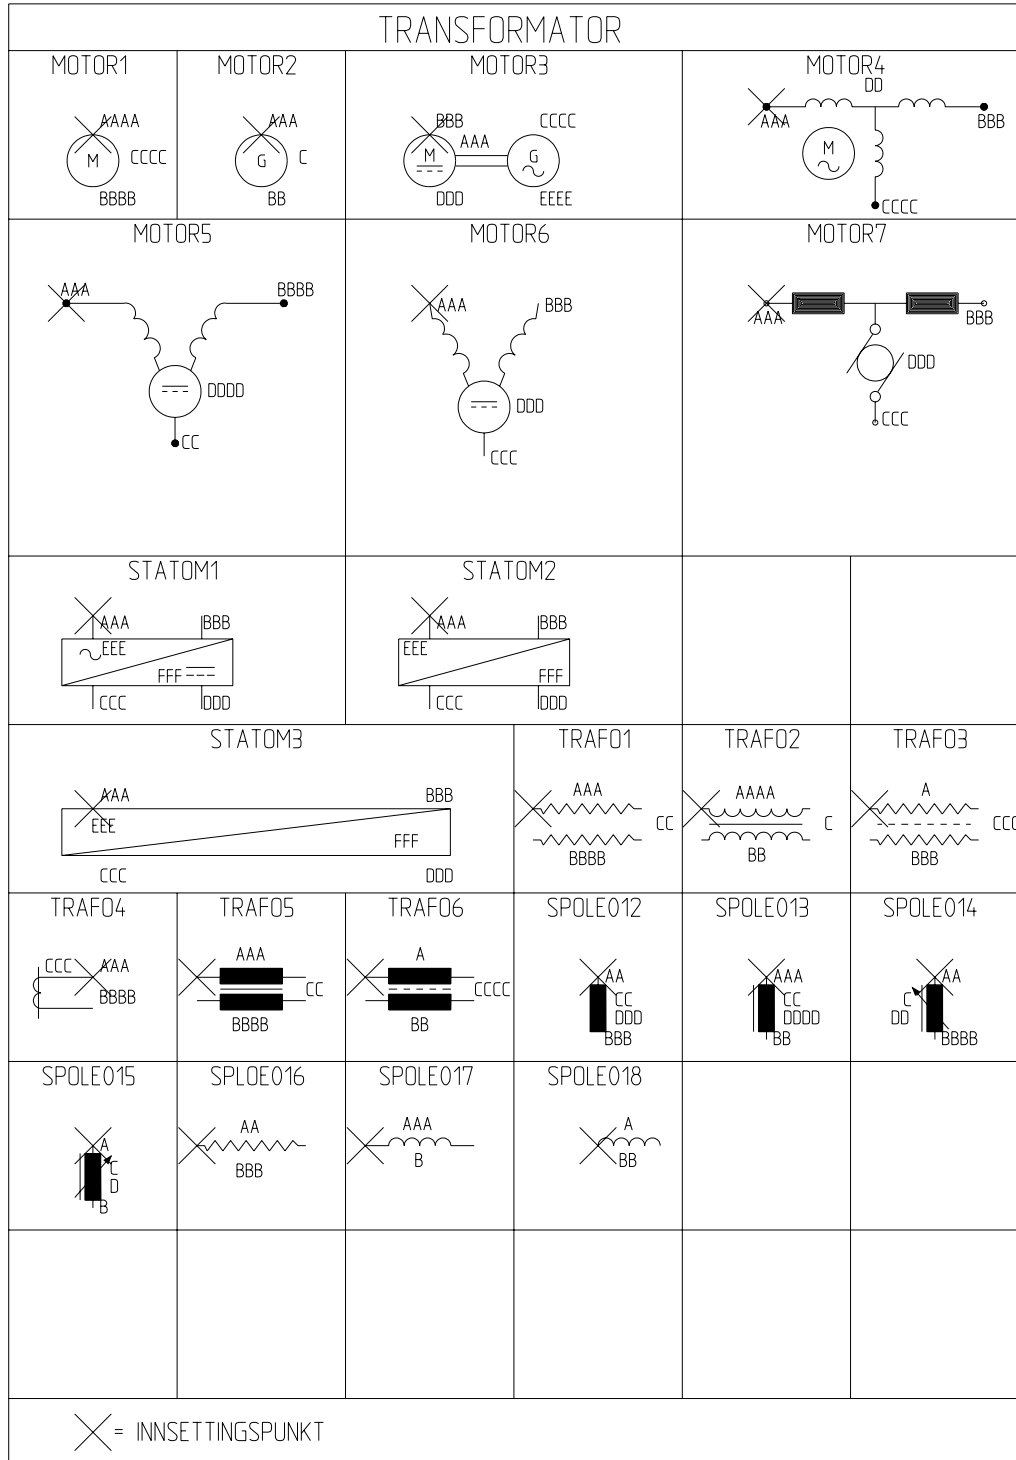 TRANSFORMATOR
MOTOR1 MOTOR2 MOTOR3 MOTOR4
AAAA
M
CCCC
BBBB
AAA
G
C
BB
BBB
AAA
CCCC
M
G
DDD
EEEE
DD
AAA
BBB
M
CCCC
MOTOR5 MOTOR6 MOTOR7
AAA
BBBB
DDDD
CC
AAA
BBB
DDD
CCC
AAA
BBB
DDD
CCC
STATOM1 STATOM2
AAA
BBB
EEE
FFF
CCC
DDD
AAA
BBB
EEE
FFF
CCC
DDD
STATOM3 TRAFO1 TRAFO2 TRAFO3
AAA
BBB
EEE
FFF
CCC
DDD
AAA
CC
BBBB
AAAA
C
BB
A
CCC
BBB
TRAFO4 TRAFO5 TRAFO6 SPOLE012 SPOLE013 SPOLE014
CCC
AAA
BBBB
AAA
CC
BBBB
A
CCCC
BB
AA
CC
DDD
BBB
AAA
CC
DDDD
BB
AA
C
DD
BBBB
SPOLE015 SPLOE016 SPOLE017 SPOLE018
A
C
D
B
AA
BBB
AAA
B
A
BB
= INNSETTINGSPUNKT